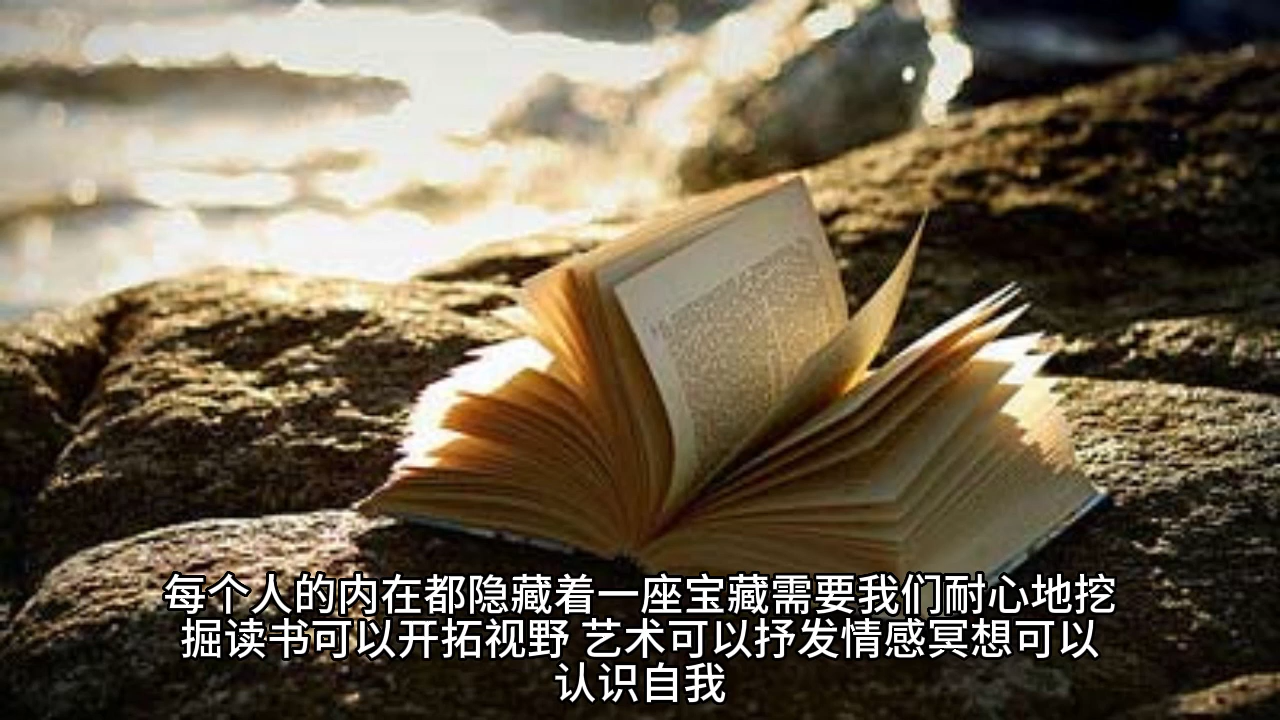 每个人的内在都隐藏着一座宝藏需要我们耐心地挖
掘读书可以开拓视野 艺术可以抒发情感冥想可以
认识自我